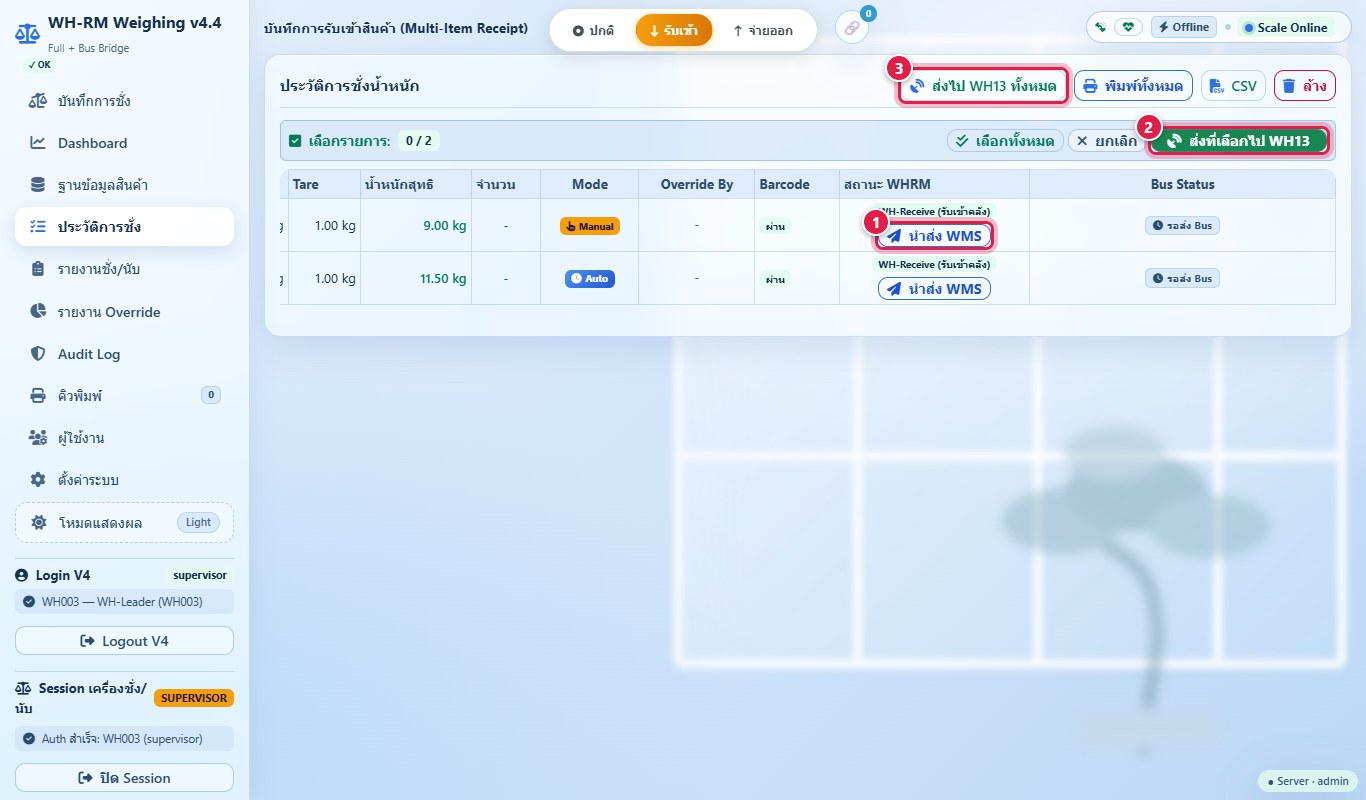 WH-RM Weighing v4.4
Full + Bus Bridge
✓ OK
บันทึกการชั่ง
Dashboard
ฐานข้อมูลสินค้า
ประวัติการชั่ง
รายงานชั่ง/นับ
รายงาน Override
Audit Log
คิวพิมพ์ 0
ผู้ใช้งาน
ตั้งค่าระบบ
โหมดแสดงผล Light
Login V4 supervisor
WH003 — WH-Leader (WH003)
Logout V4
Session เครื่องชั่ง/
นับ SUPERVISOR
Auth สำเร็จ: WH003 (supervisor)
ปิด Session
บันทึกการรับเข้าสินค้า (Multi-Item Receipt) ปกติ รับเข้า จ่ายออก 0 Offline Scale Online
ประวัติการชั่งน้ำหนัก 3 ส่งไป WH13 ทั้งหมด พิมพ์ทั้งหมด CSV ล้าง
เลือกรายการ: 0 / 2 เลือกทั้งหมด ยกเลิก 2 ส่งที่เลือกไป WH13
Tare น้ำหนักสุทธิ จำนวน Mode Override By Barcode สถานะ WHRM Bus Status
1.00 kg 9.00 kg - Manual - ผ่าน WH-Receive (รับเข้าคลัง) รอส่ง Bus
1 นำส่ง WMS
1.00 kg 11.50 kg - Auto - ผ่าน WH-Receive (รับเข้าคลัง) รอส่ง Bus
นำส่ง WMS
Server · admin